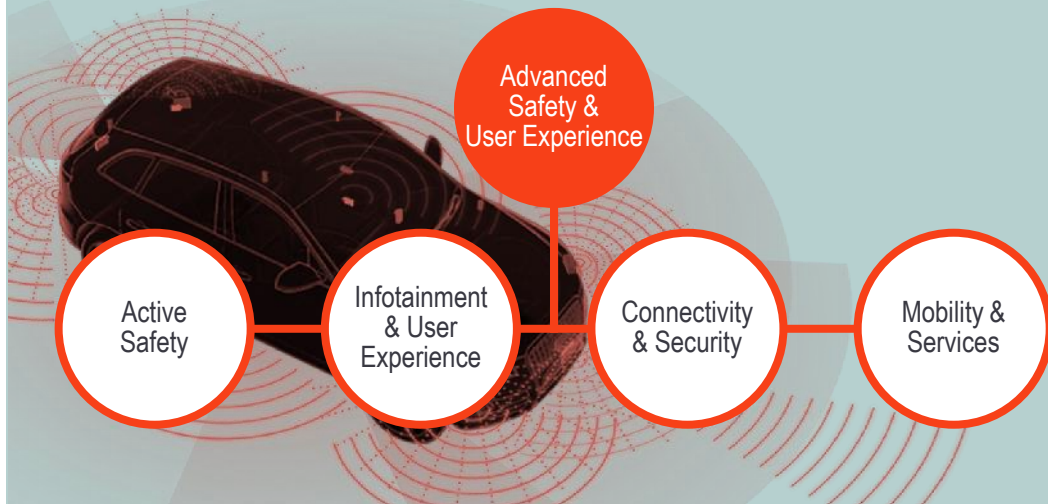 Advanced
Safety &
User Experience
Active
Safety
Infotainment
& User
Experience
Connectivity
& Security
Mobility &
Services